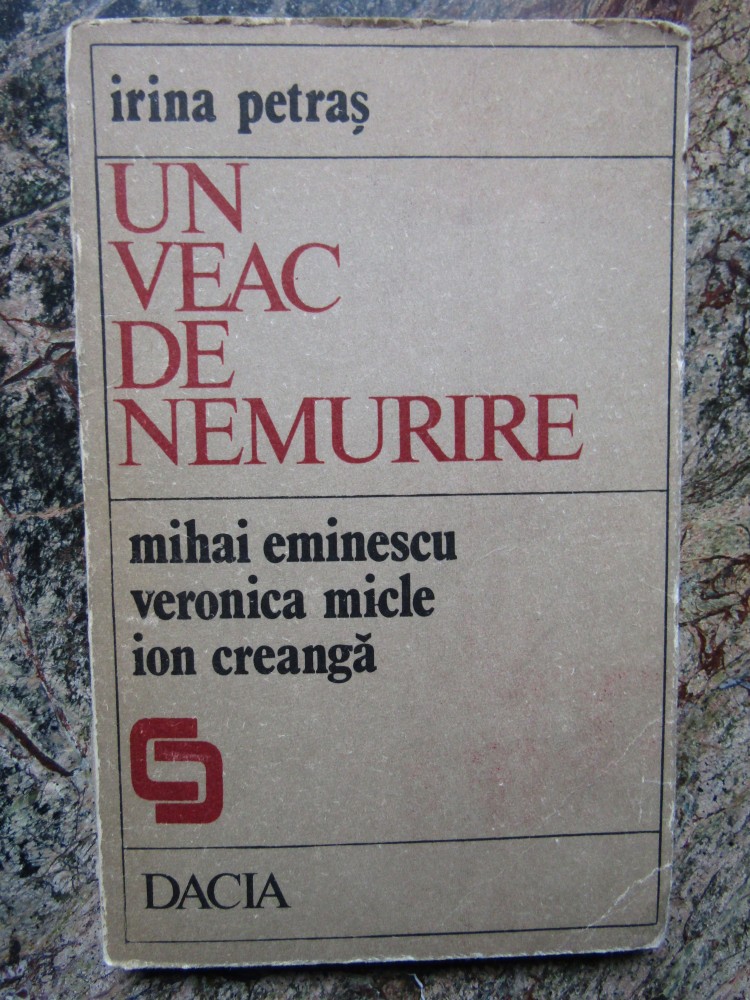 irina petraș
UN
VEAC
DE
NEMURIRE
mihai eminescu
veronica micle
ion creangă
DACIA